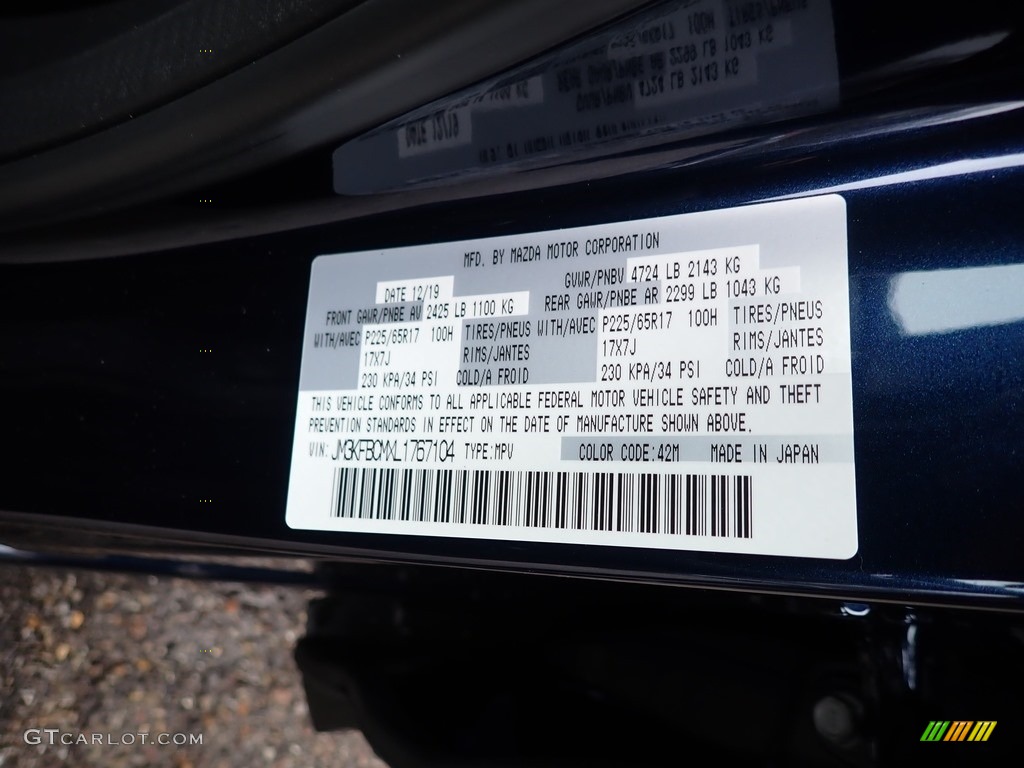 MFD. BY MAZDA MOTOR CORPORATION
DATE 12/19 GVWR/PNBV 4724 LB 2143 KG
FRONT GAWR/PNBE AV 2425 LB 1100 KG REAR GAWR/PNBE AR 2299 LB 1043 KG
WITH/AVEC P225/65R17 100H TIRES/PNEUS WITH/AVEC P225/65R17 100H TIRES/PNEUS
17X7J RIMS/JANTES 17X7J RIMS/JANTES
230 KPA/34 PSI COLD/A FROID 230 KPA/34 PSI COLD/A FROID
THIS VEHICLE CONFORMS TO ALL APPLICABLE FEDERAL MOTOR VEHICLE SAFETY AND THEFT
PREVENTION STANDARDS IN EFFECT ON THE DATE OF MANUFACTURE SHOWN ABOVE.
VIN: JM3KFBCMXL1767104 TYPE:MPV COLOR CODE:42M MADE IN JAPAN
GTCARLOT.COM